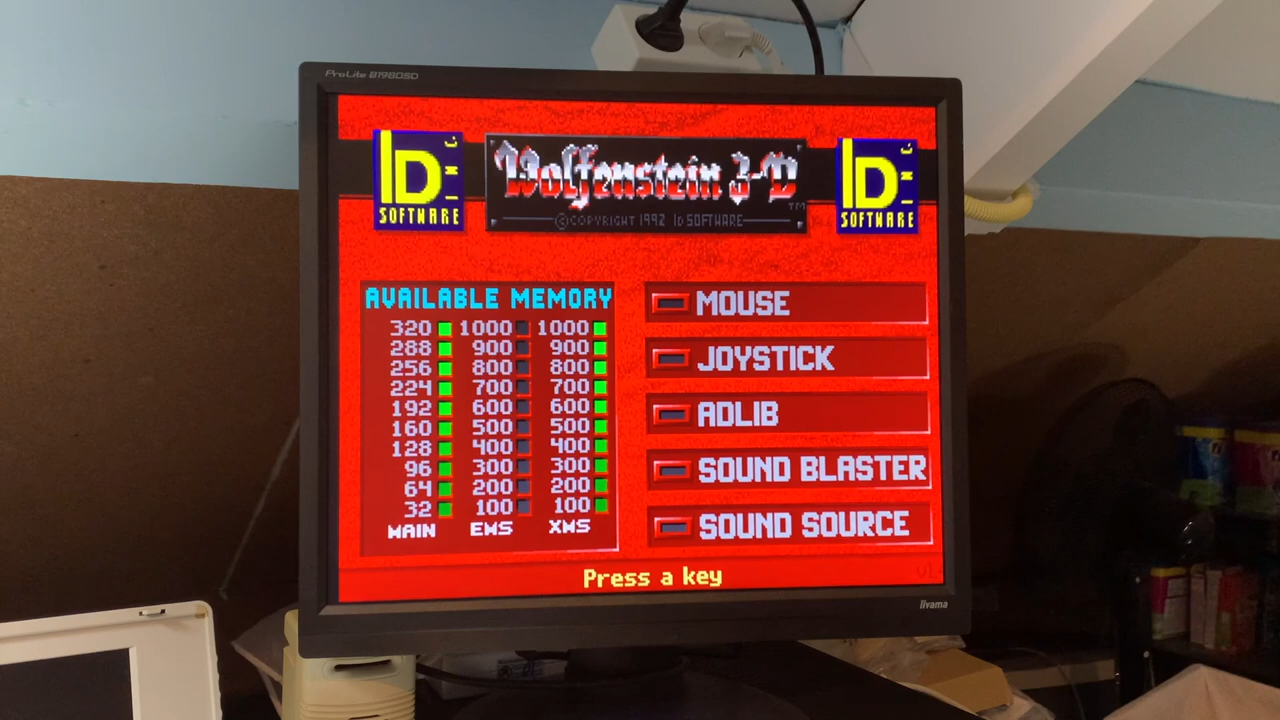 ProLite B1980SD
ID
SOFTWARE
Wolfenstein 3-D
TM
©COPYRIGHT 1992 ID SOFTWARE
ID
SOFTWARE
AVAILABLE MEMORY
320 1000 1000
288 900 900
256 800 800
224 700 700
192 600 600
160 500 500
128 400 400
96 300 300
64 200 200
32 100 100
MAIN EMS XMS
MOUSE
JOYSTICK
ADLIB
SOUND BLASTER
SOUND SOURCE
Press a key
iiyama